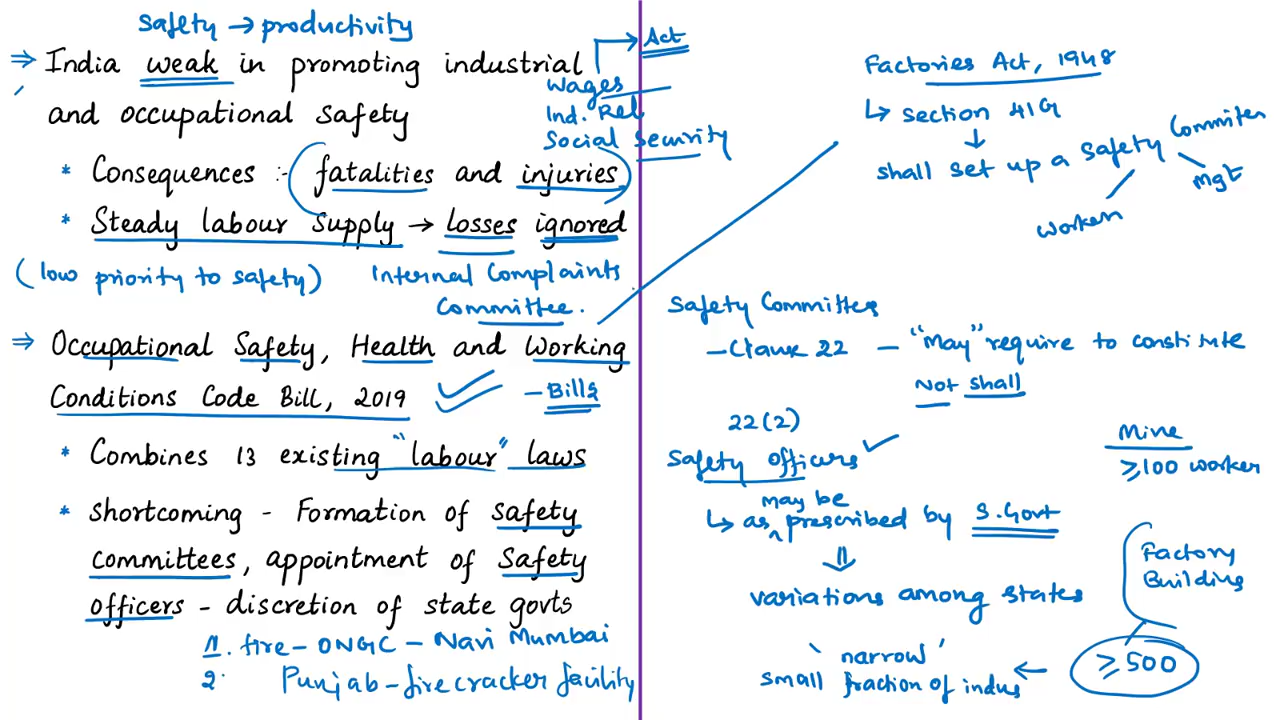 Safety → productivity
⇒ India weak in promoting industrial
and occupational safety
→ Act
Wages
Ind. Rel
Social Security
* Consequences :- (fatalities and injuries)
* Steady labour supply → losses ignored
(low priority to safety)
Internal Complaints
Committee.
⇒ Occupational Safety, Health and Working
Conditions Code Bill, 2019
- Bills
* Combines 13 existing "labour" laws
* shortcoming - Formation of safety
committees, appointment of safety
officers - discretion of state govts
1. fire - ONGC - Navi Mumbai
2. Punjab - firecracker facility
Factories Act, 1948
↳ section 41G
↓
shall set up a safety Commitee
Mgt
worker
Safety Committee
- Clause 22 - "May" require to constitute
Not shall
22(2)
Safety officers ✓
may be
↳ as ^ prescribed by S. Govt
⇓
variations among states
Mine
≥100 worker
Factory
Building
≥ 500
←
'narrow'
small fraction of indus